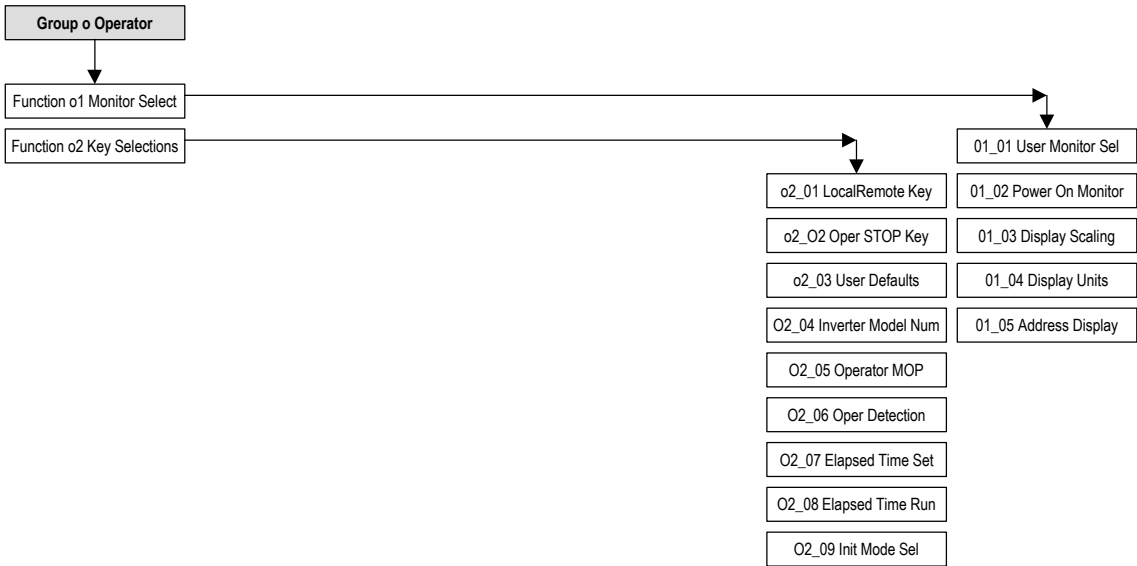 Group o Operator
Function o1 Monitor Select
Function o2 Key Selections
01_01 User Monitor Sel
o2_01 LocalRemote Key
01_02 Power On Monitor
o2_O2 Oper STOP Key
01_03 Display Scaling
o2_03 User Defaults
01_04 Display Units
O2_04 Inverter Model Num
01_05 Address Display
O2_05 Operator MOP
O2_06 Oper Detection
O2_07 Elapsed Time Set
O2_08 Elapsed Time Run
O2_09 Init Mode Sel